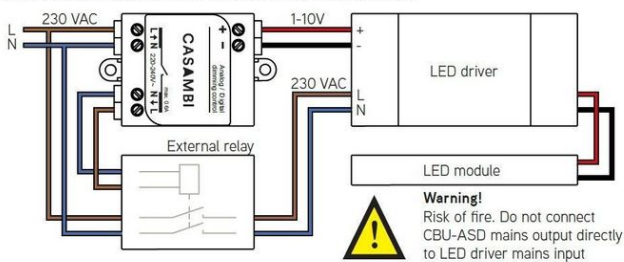 230 VAC
L
N
L↑N 220-240V~ N↓L
max. 0.6A
CASAMBI
Analog / Digital
dimming control
+ -
1-10V
+
-
LED driver
230 VAC
L
N
External relay
LED module
Warning!
Risk of fire. Do not connect
CBU-ASD mains output directly
to LED driver mains input